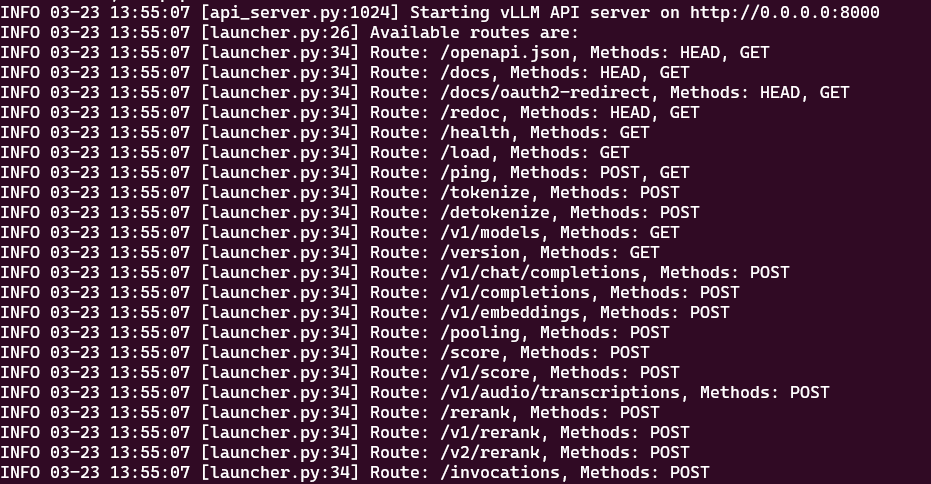 INFO 03-23 13:55:07 [api_server.py:1024] Starting vLLM API server on http://0.0.0.0:8000
INFO 03-23 13:55:07 [launcher.py:26] Available routes are:
INFO 03-23 13:55:07 [launcher.py:34] Route: /openapi.json, Methods: HEAD, GET
INFO 03-23 13:55:07 [launcher.py:34] Route: /docs, Methods: HEAD, GET
INFO 03-23 13:55:07 [launcher.py:34] Route: /docs/oauth2-redirect, Methods: HEAD, GET
INFO 03-23 13:55:07 [launcher.py:34] Route: /redoc, Methods: HEAD, GET
INFO 03-23 13:55:07 [launcher.py:34] Route: /health, Methods: GET
INFO 03-23 13:55:07 [launcher.py:34] Route: /load, Methods: GET
INFO 03-23 13:55:07 [launcher.py:34] Route: /ping, Methods: POST, GET
INFO 03-23 13:55:07 [launcher.py:34] Route: /tokenize, Methods: POST
INFO 03-23 13:55:07 [launcher.py:34] Route: /detokenize, Methods: POST
INFO 03-23 13:55:07 [launcher.py:34] Route: /v1/models, Methods: GET
INFO 03-23 13:55:07 [launcher.py:34] Route: /version, Methods: GET
INFO 03-23 13:55:07 [launcher.py:34] Route: /v1/chat/completions, Methods: POST
INFO 03-23 13:55:07 [launcher.py:34] Route: /v1/completions, Methods: POST
INFO 03-23 13:55:07 [launcher.py:34] Route: /v1/embeddings, Methods: POST
INFO 03-23 13:55:07 [launcher.py:34] Route: /pooling, Methods: POST
INFO 03-23 13:55:07 [launcher.py:34] Route: /score, Methods: POST
INFO 03-23 13:55:07 [launcher.py:34] Route: /v1/score, Methods: POST
INFO 03-23 13:55:07 [launcher.py:34] Route: /v1/audio/transcriptions, Methods: POST
INFO 03-23 13:55:07 [launcher.py:34] Route: /rerank, Methods: POST
INFO 03-23 13:55:07 [launcher.py:34] Route: /v1/rerank, Methods: POST
INFO 03-23 13:55:07 [launcher.py:34] Route: /v2/rerank, Methods: POST
INFO 03-23 13:55:07 [launcher.py:34] Route: /invocations, Methods: POST